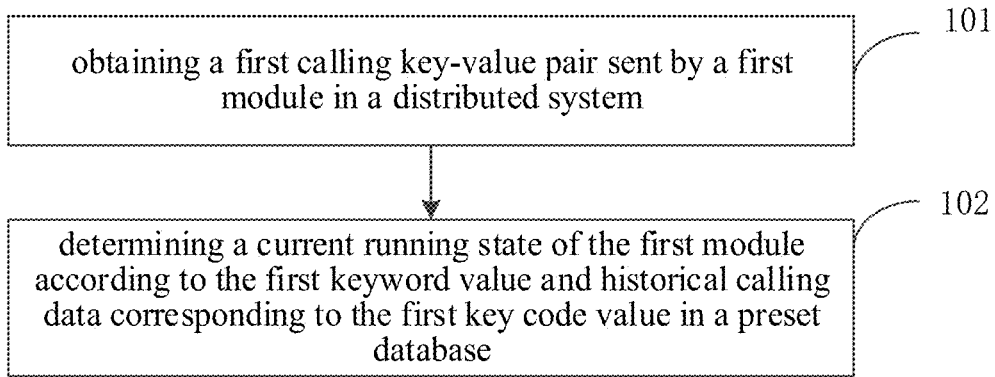 101
obtaining a first calling key-value pair sent by a first
module in a distributed system
102
determining a current running state of the first module
according to the first keyword value and historical calling
data corresponding to the first key code value in a preset
database